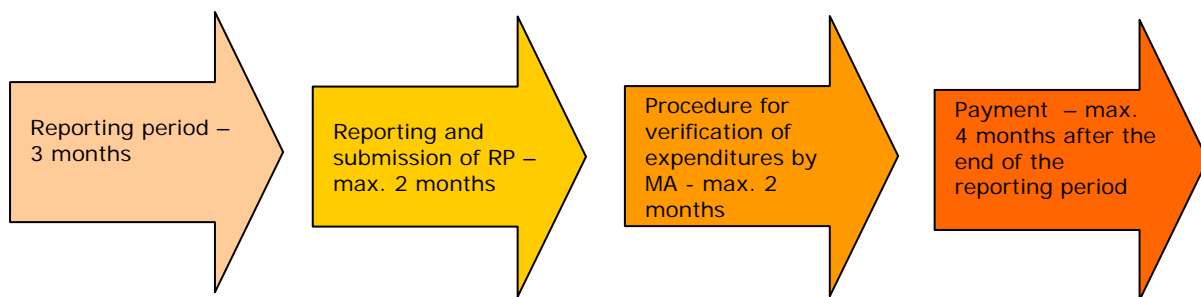 Reporting period –
3 months
Reporting and
submission of RP –
max. 2 months
Procedure for
verification of
expenditures by
MA - max. 2
months
Payment – max.
4 months after the
end of the
reporting period